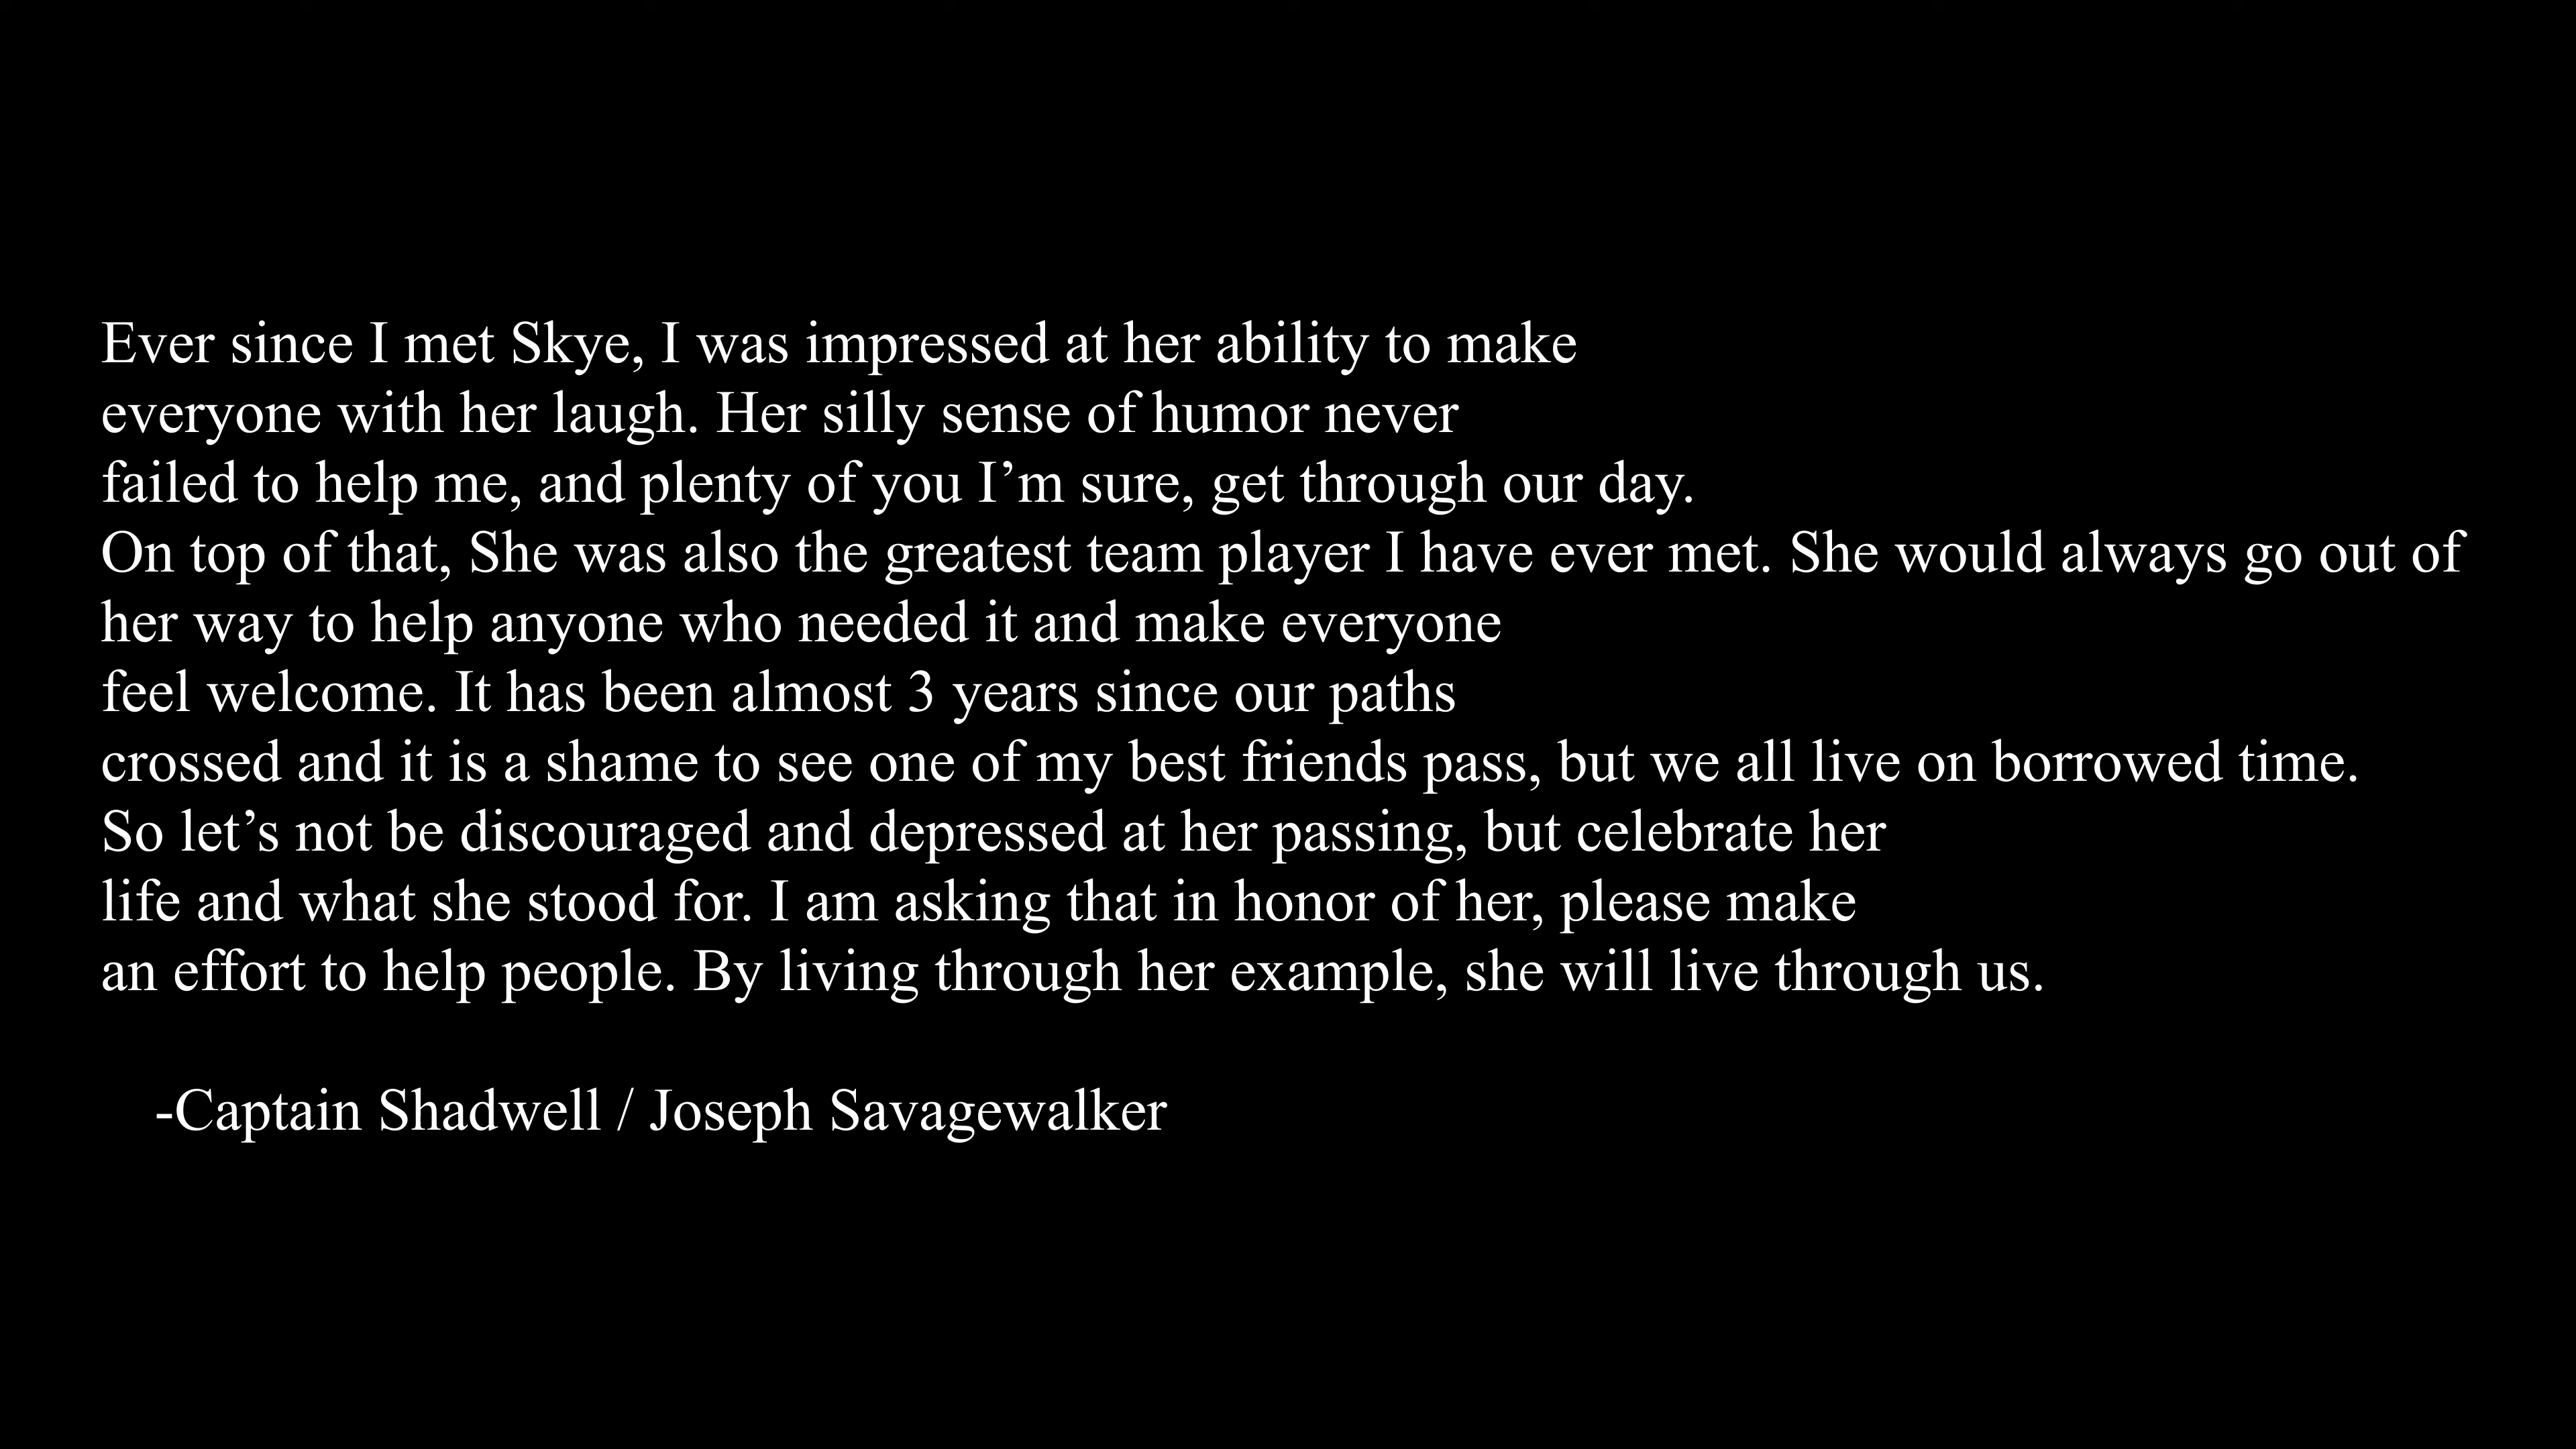 Ever since I met Skye, I was impressed at her ability to make
everyone with her laugh. Her silly sense of humor never
failed to help me, and plenty of you I’m sure, get through our day.
On top of that, She was also the greatest team player I have ever met. She would always go out of
her way to help anyone who needed it and make everyone
feel welcome. It has been almost 3 years since our paths
crossed and it is a shame to see one of my best friends pass, but we all live on borrowed time.
So let’s not be discouraged and depressed at her passing, but celebrate her
life and what she stood for. I am asking that in honor of her, please make
an effort to help people. By living through her example, she will live through us.
-Captain Shadwell / Joseph Savagewalker